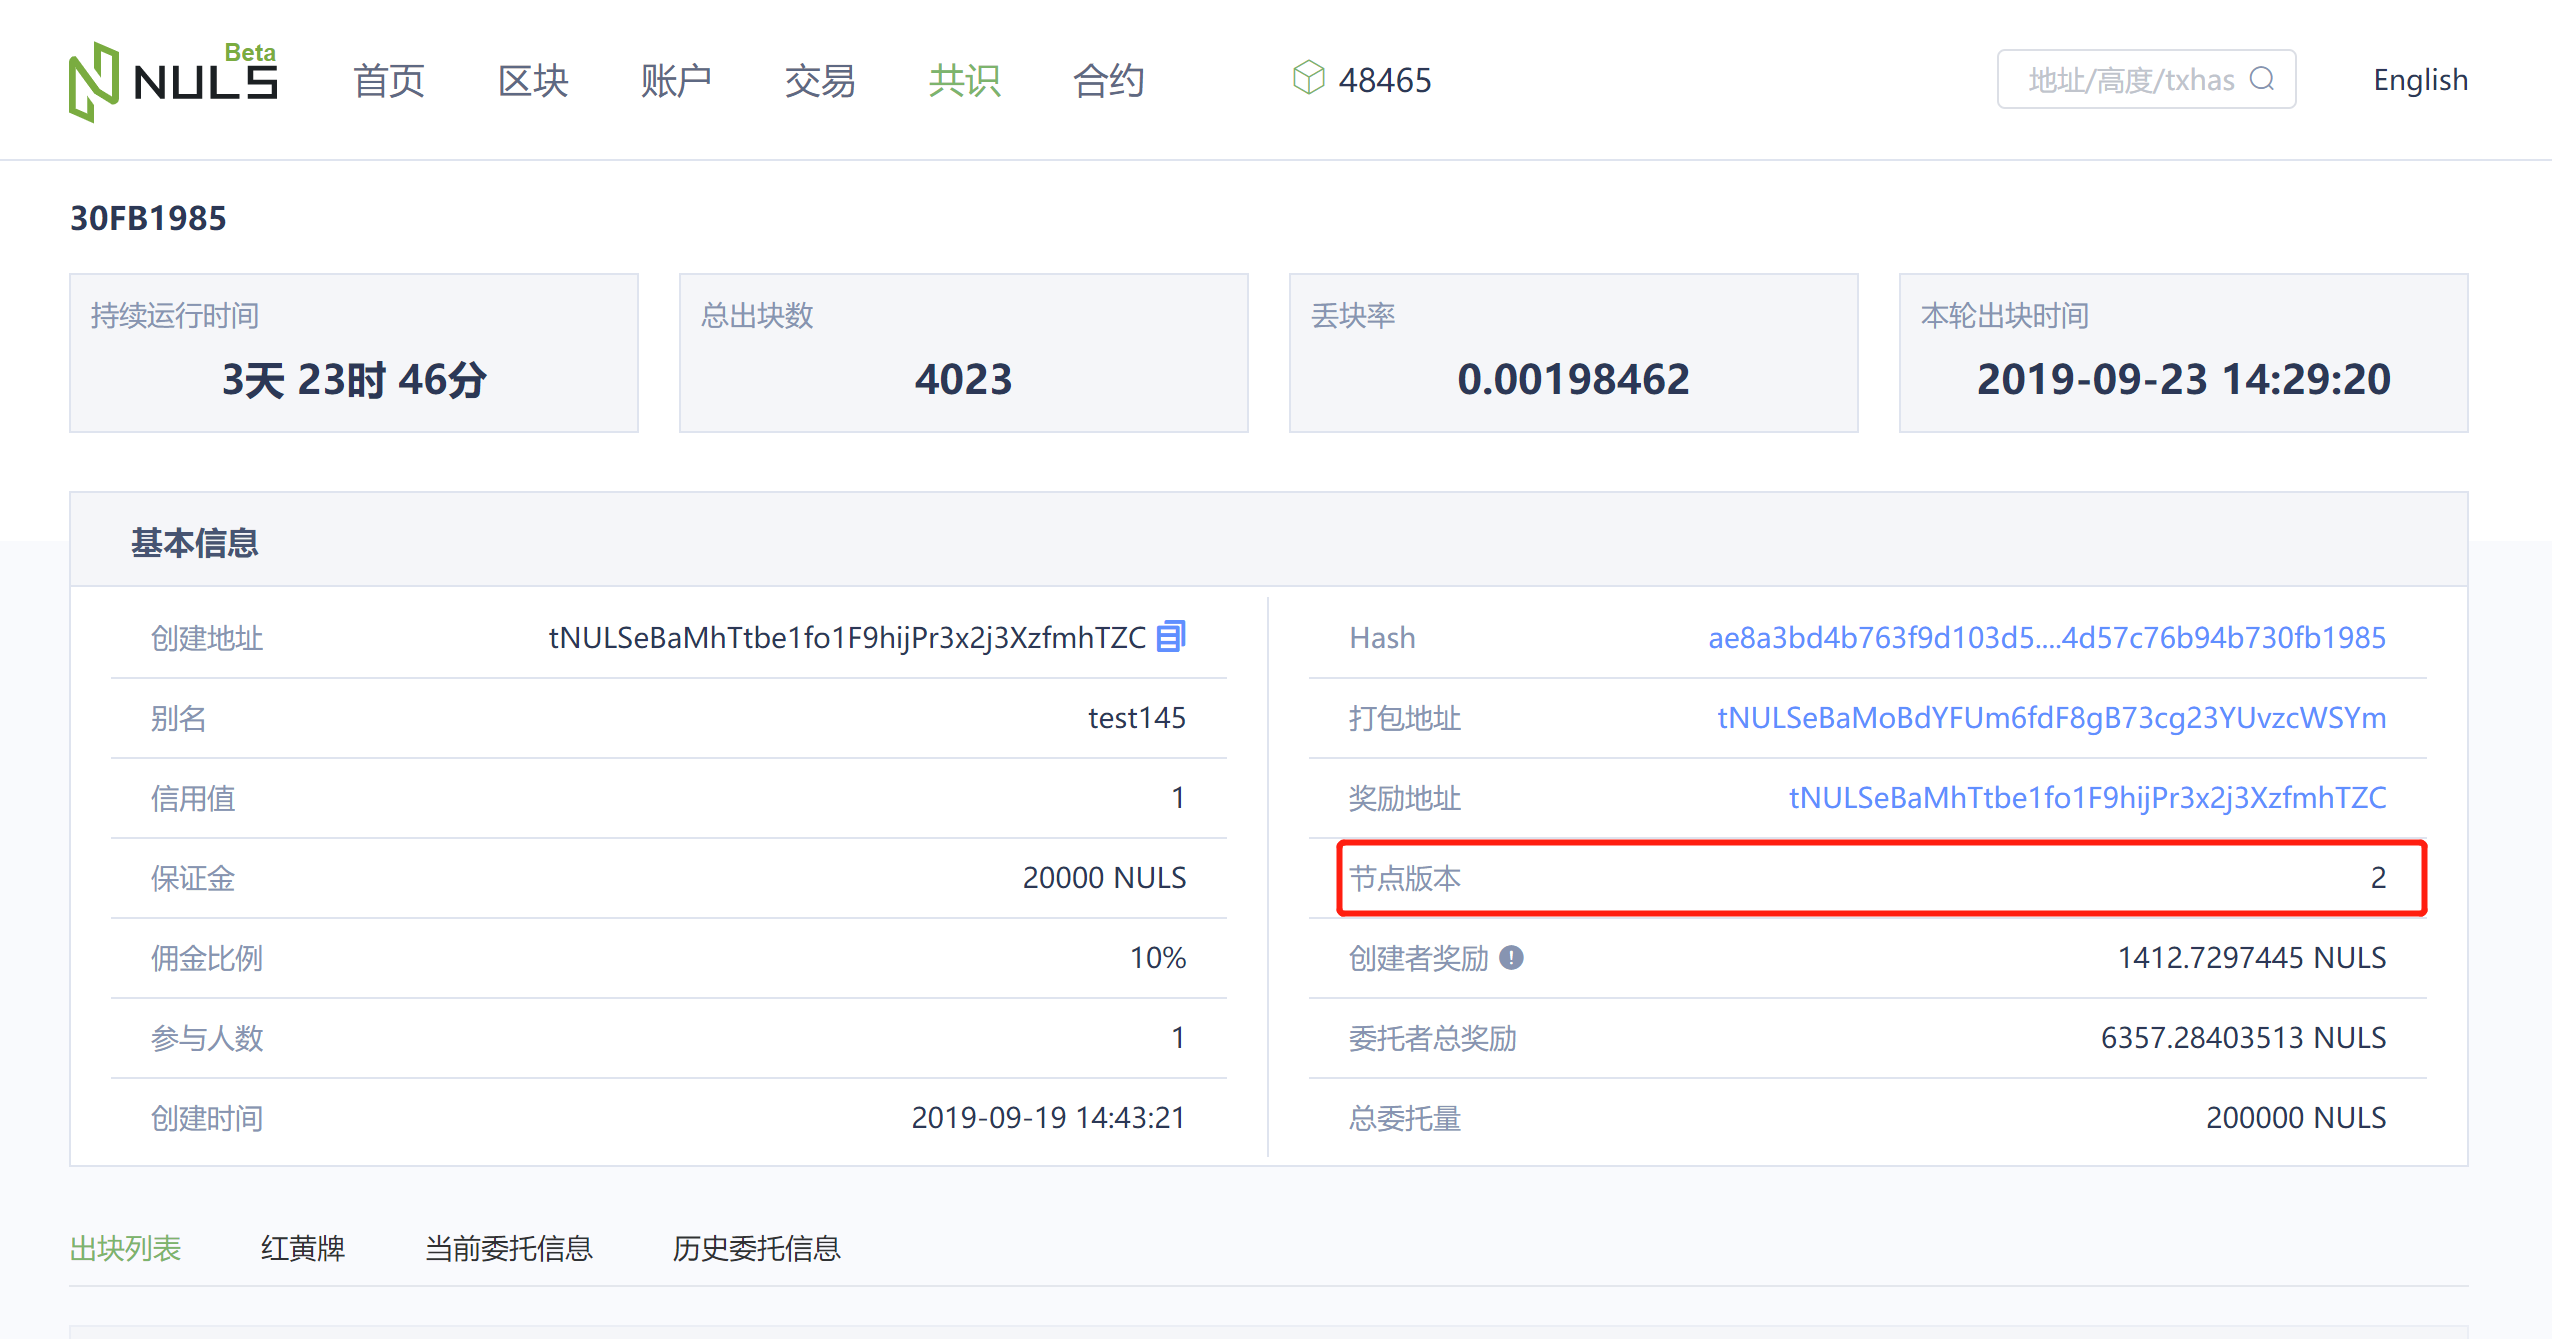 NULS Beta 首页 区块 账户 交易 共识 合约 48465 地址/高度/txhas English
30FB1985
持续运行时间 总出块数 丢块率 本轮出块时间
3天 23时 46分 4023 0.00198462 2019-09-23 14:29:20
基本信息
创建地址 tNULSeBaMhTtbe1fo1F9hijPr3x2j3XzfmhTZC Hash ae8a3bd4b763f9d103d5....4d57c76b94b730fb1985
别名 test145 打包地址 tNULSeBaMoBdYFUm6fdF8gB73cg23YUvzcWSYm
信用值 1 奖励地址 tNULSeBaMhTtbe1fo1F9hijPr3x2j3XzfmhTZC
保证金 20000 NULS 节点版本 2
佣金比例 10% 创建者奖励 1412.7297445 NULS
参与人数 1 委托者总奖励 6357.28403513 NULS
创建时间 2019-09-19 14:43:21 总委托量 200000 NULS
出块列表 红黄牌 当前委托信息 历史委托信息